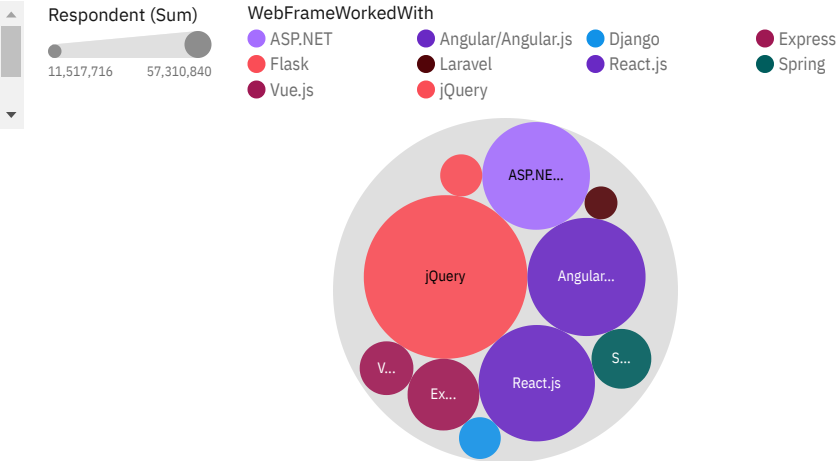 Respondent (Sum)
11,517,716 57,310,840
WebFrameWorkedWith
ASP.NET Angular/Angular.js Django Express
Flask Laravel React.js Spring
Vue.js jQuery
ASP.NE...
jQuery
Angular...
V...
Ex...
React.js
S...